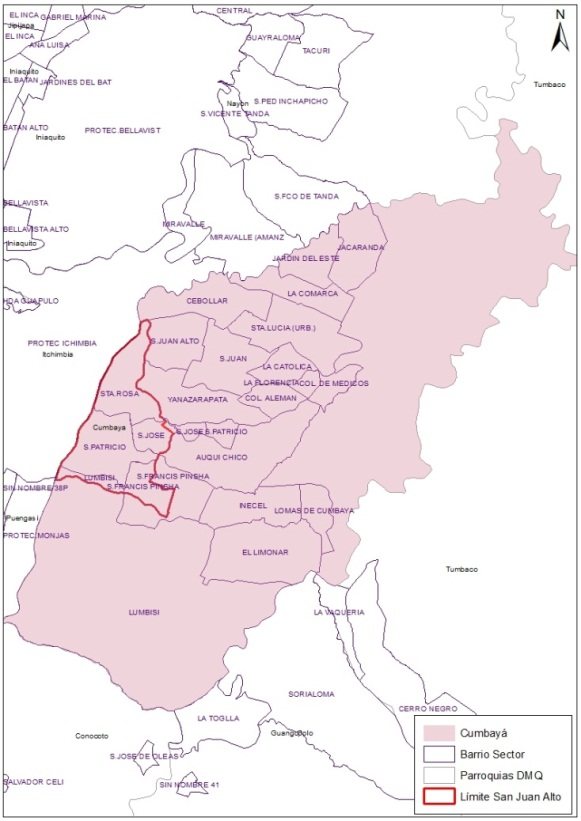 CENTRAL
N
EL INCA
GABRIEL MARINA
Jipijapa
EL INCA
ANA LUISA
GUAYRALOMA
TACURI
Iniaquito
EL BATAN
JARDINES DEL BAT
Tumbaco
S.PED INCHAPICHO
Nayon
S.VICENTE TANDA
BATAN ALTO
Iniaquito
PROTEC.BELLAVIST
S.FCO DE TANDA
BELLAVISTA
MIRAVALLE
BELLAVISTA ALTO
MIRAVALLE (AMANZ
Iniaquito
JACARANDA
JARDIN DEL ESTE
LA COMARCA
HDA GUAPULO
CEBOLLAR
STA.LUCIA (URB.)
PROTEC ICHIMBIA
S.JUAN ALTO
Itchimbia
S.JUAN
LA CATOLICA
LA FLORENCIA
COL. DE MEDICOS
STA.ROSA
YANAZARAPATA
COL. ALEMAN
Cumbaya
S.JOSE
S.JOSE
S.PATRICIO
S.PATRICIO
AUQUI CHICO
LUMBISI
S.FRANCIS PINSHA
SIN NOMBRE 38P
S.FRANCIS PINSHA
INECEL
LOMAS DE CUMBAYA
Puengasi
PROTEC.MONJAS
EL LIMONAR
Tumbaco
LUMBISI
LA VAQUERIA
SORIALOMA
CERRO NEGRO
LA TOGLLA
Conocoto
Guangopolo
S.JOSE DE OLEAS
SALVADOR CELI
SIN NOMBRE 41
Cumbayá
Barrio Sector
Parroquias DMQ
Límite San Juan Alto